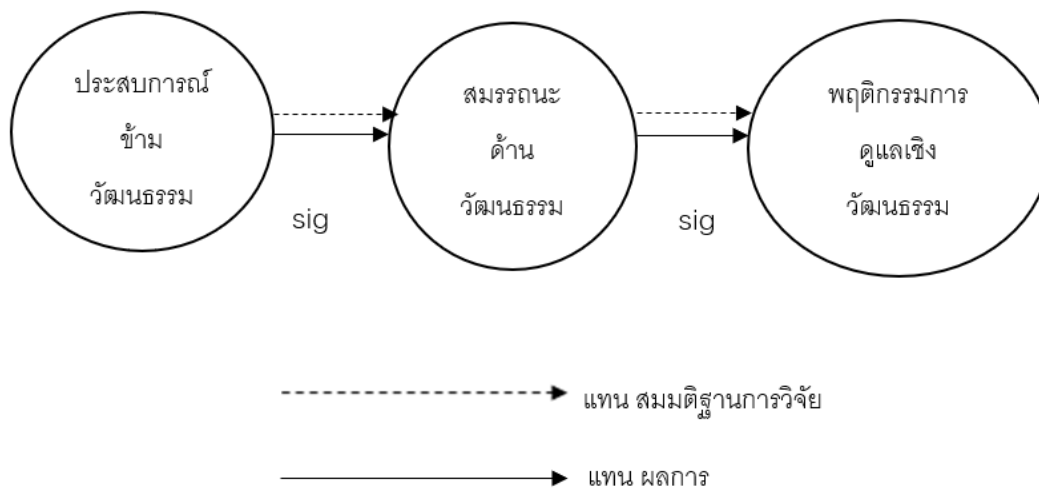 ประสบการณ์
ข้าม
วัฒนธรรม
สมรรถนะ
ด้าน
วัฒนธรรม
พฤติกรรมการ
ดูแลเชิง
วัฒนธรรม
sig
sig
แทน สมมติฐานการวิจัย
แทน ผลการ